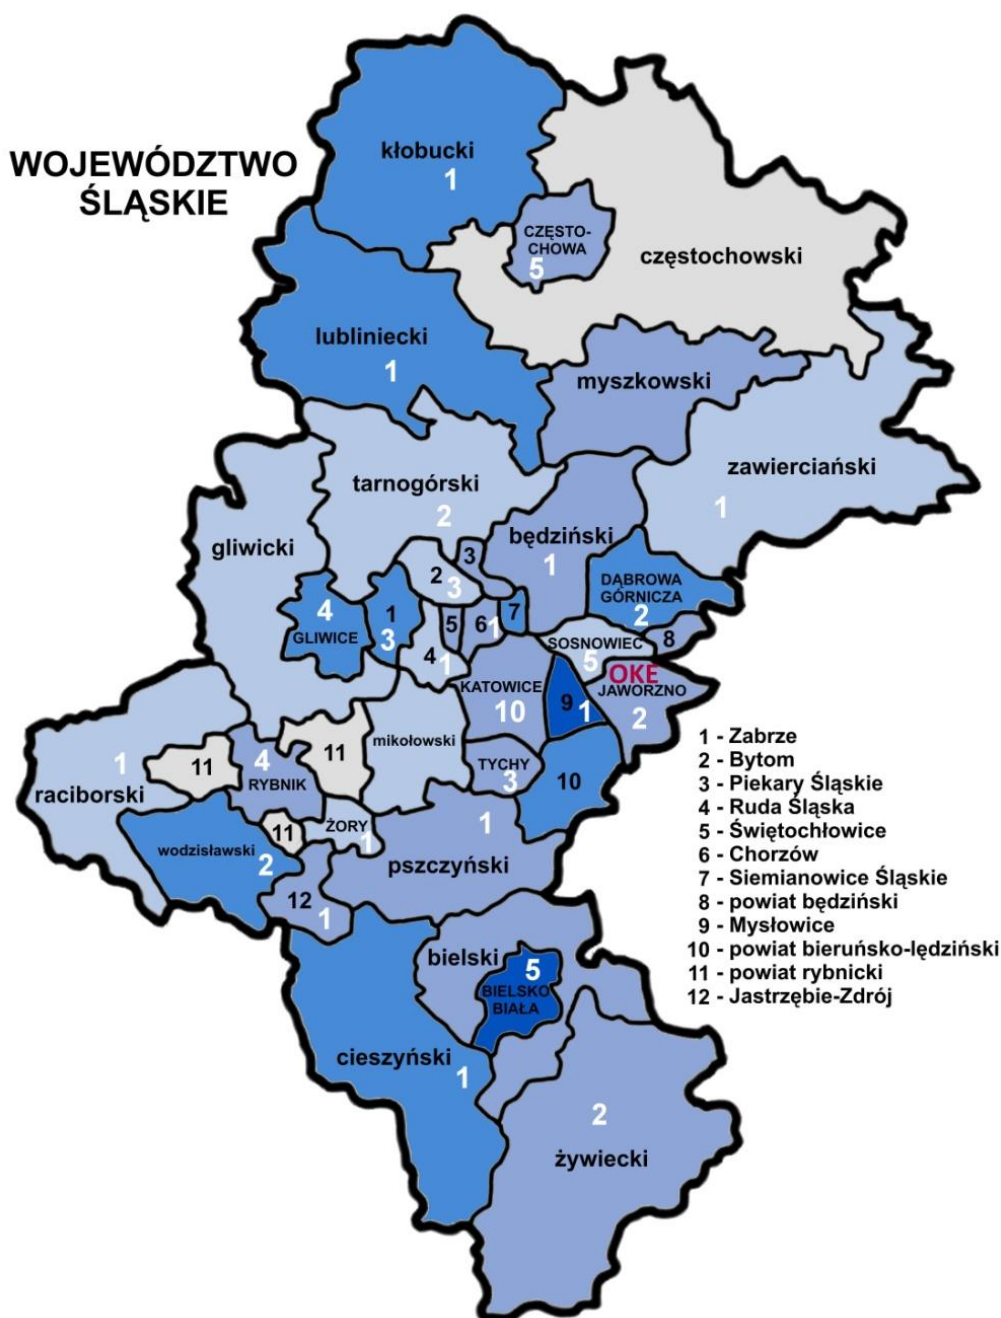 WOJEWÓDZTWO
ŚLĄSKIE
kłobucki
1
CZĘSTO-
CHOWA
5
częstochowski
lubliniecki
1
myszkowski
zawierciański
1
tarnogórski
2
gliwicki
będziński
1
3
2
3
DĄBROWA
GÓRNICZA
2
4
GLIWICE
1
3
5
6
1
7
4
1
SOSNOWIEC
5
8
OKE
JAWORZNO
2
KATOWICE
10
9
1
mikołowski
11
11
1
raciborski
4
RYBNIK
TYCHY
3
10
11
ŻORY
1
1
pszczyński
wodzisławski
2
12
1
bielski
5
BIELSKO
BIAŁA
cieszyński
1
2
żywiecki
1 - Zabrze
2 - Bytom
3 - Piekary Śląskie
4 - Ruda Śląska
5 - Świętochłowice
6 - Chorzów
7 - Siemianowice Śląskie
8 - powiat będziński
9 - Mysłowice
10 - powiat bieruńsko-lędziński
11 - powiat rybnicki
12 - Jastrzębie-Zdrój